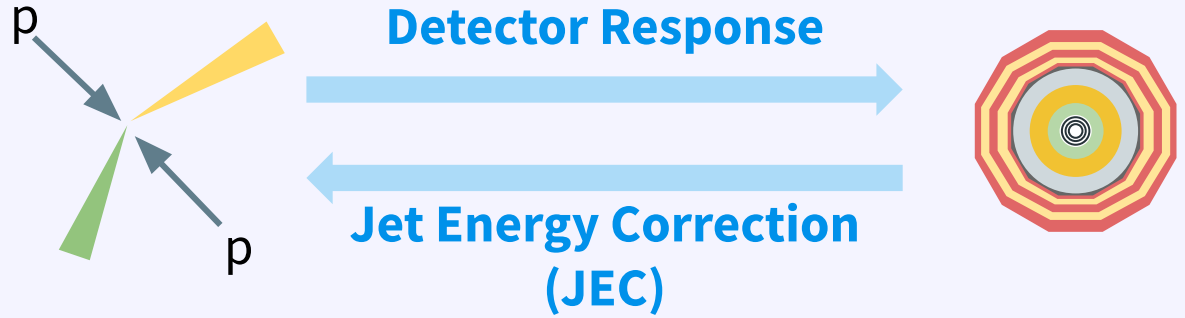 p
Detector Response
Jet Energy Correction
(JEC)
p